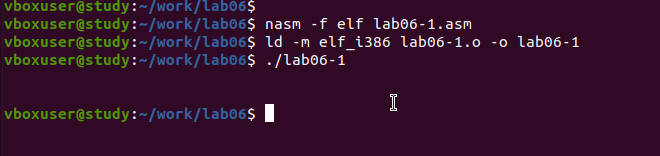 vboxuser@study:~/work/lab06$
vboxuser@study:~/work/lab06$ nasm -f elf lab06-1.asm
vboxuser@study:~/work/lab06$ ld -m elf_i386 lab06-1.o -o lab06-1
vboxuser@study:~/work/lab06$ ./lab06-1
vboxuser@study:~/work/lab06$